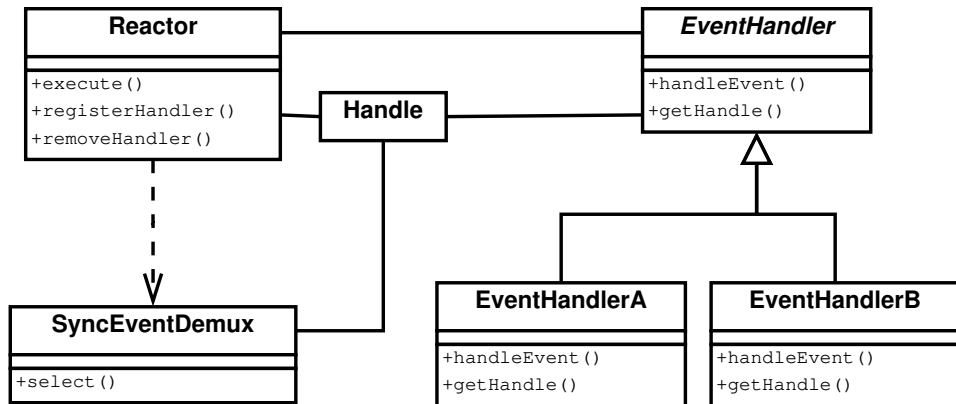 Reactor
+execute()
+registerHandler()
+removeHandler()
Handle
EventHandler
+handleEvent()
+getHandle()
SyncEventDemux
+select()
EventHandlerA
+handleEvent()
+getHandle()
EventHandlerB
+handleEvent()
+getHandle()